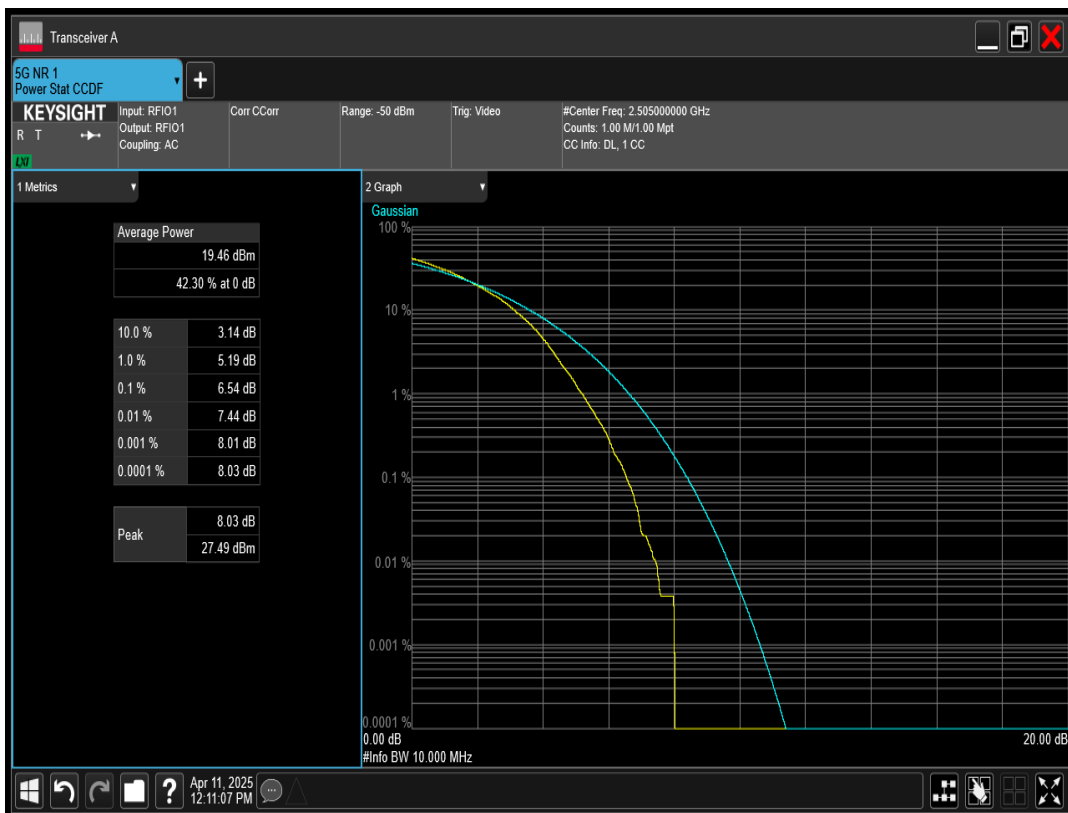 Transceiver A
5G NR 1
Power Stat CCDF
+
KEYSIGHT
R T
LXI
Input: RFIO1
Output: RFIO1
Coupling: AC
Corr CCorr
Range: -50 dBm
Trig: Video
#Center Freq: 2.505000000 GHz
Counts: 1.00 M/1.00 Mpt
CC Info: DL, 1 CC
1 Metrics
Average Power
19.46 dBm
42.30 % at 0 dB
10.0 % 3.14 dB
1.0 % 5.19 dB
0.1 % 6.54 dB
0.01 % 7.44 dB
0.001 % 8.01 dB
0.0001 % 8.03 dB
Peak
8.03 dB
27.49 dBm
2 Graph
Gaussian
100 %
10 %
1 %
0.1 %
0.01 %
0.001 %
0.0001 %
0.00 dB 20.00 dB
#Info BW 10.000 MHz
?
Apr 11, 2025
12:11:07 PM